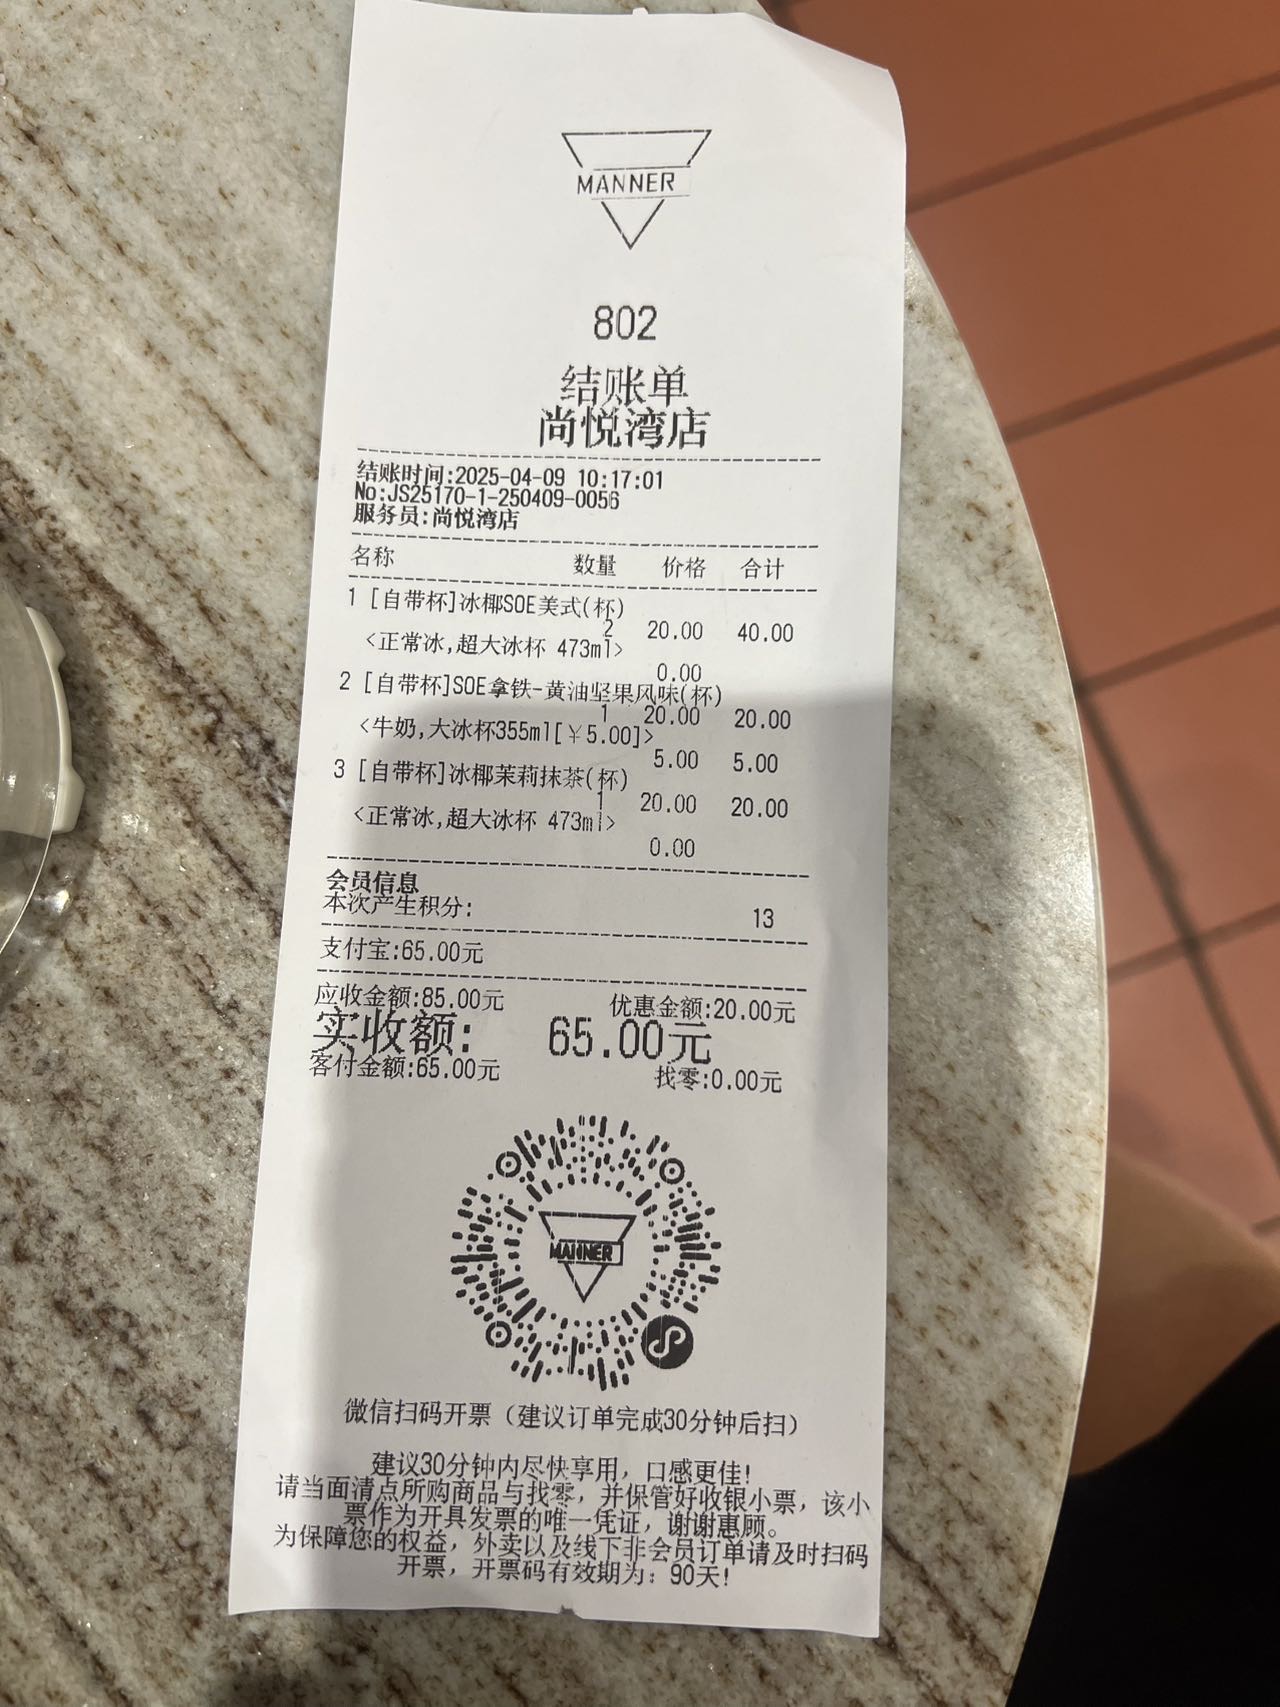 MANNER
802
结账单
尚悦湾店
结账时间:2025-04-09 10:17:01
No:JS25170-1-250409-0056
服务员:尚悦湾店
名称 数量 价格 合计
1 [自带杯]冰椰SOE美式(杯)
2 20.00 40.00
<正常冰,超大冰杯 473ml>
0.00
2 [自带杯]SOE拿铁-黄油坚果风味(杯)
1 20.00 20.00
<牛奶,大冰杯355ml[￥5.00]>
5.00 5.00
3 [自带杯]冰椰茉莉抹茶(杯)
1 20.00 20.00
<正常冰,超大冰杯 473ml>
0.00
会员信息
本次产生积分: 13
支付宝:65.00元
应收金额:85.00元 优惠金额:20.00元
实收额: 65.00元
客付金额:65.00元 找零:0.00元
MANNER
微信扫码开票（建议订单完成30分钟后扫）
建议30分钟内尽快享用，口感更佳!
请当面清点所购商品与找零，并保管好收银小票，该小
票作为开具发票的唯一凭证，谢谢惠顾。
为保障您的权益，外卖以及线下非会员订单请及时扫码
开票，开票码有效期为：90天!